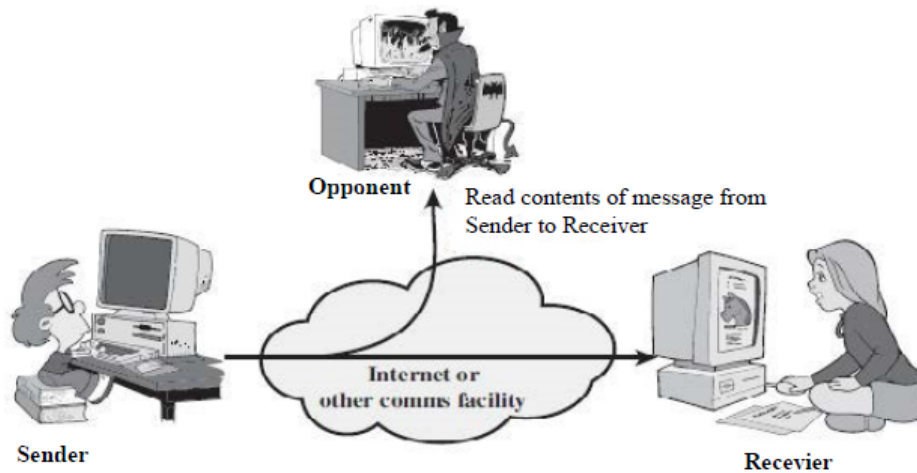 Opponent
Read contents of message from
Sender to Receiver
Internet or
other comms facility
Sender
Recevier